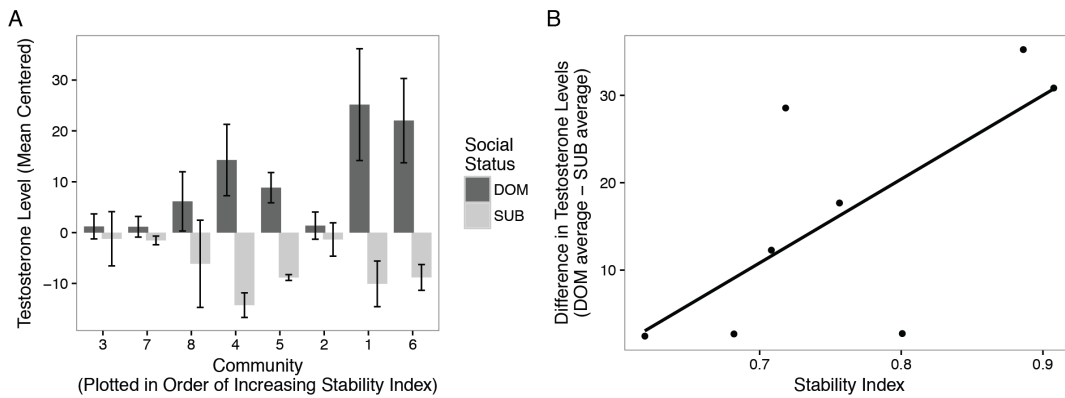 A
Testosterone Level (Mean Centered)
30
20
10
0
−10
3 7 8 4 5 2 1 6
Community
(Plotted in Order of Increasing Stability Index)
Social
Status
DOM
SUB
B
Difference in Testosterone Levels
(DOM average − SUB average)
30
20
10
0.7 0.8 0.9
Stability Index